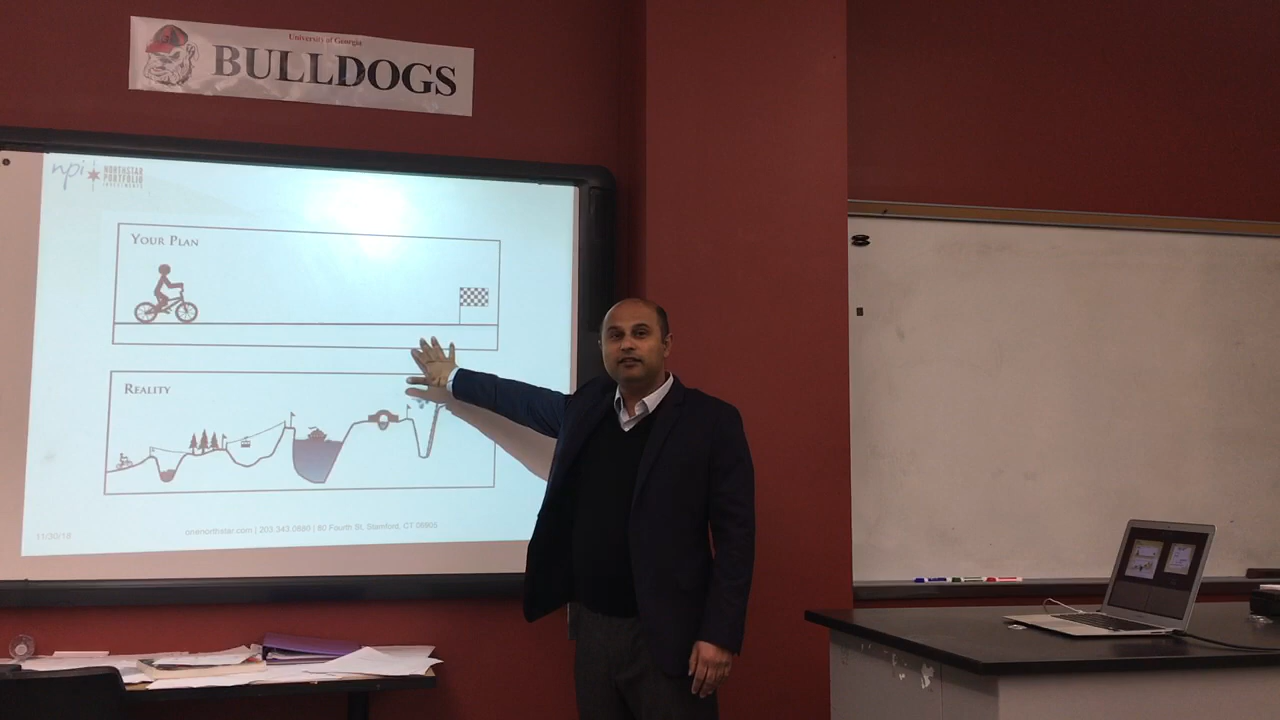 University of Georgia
BULLDOGS
npi
NORTHSTAR
PORTFOLIO
INVESTMENTS
YOUR PLAN
REALITY
11/30/18
onenorthstar.com | 203.343.0880 | 80 Fourth St, Stamford, CT 06905